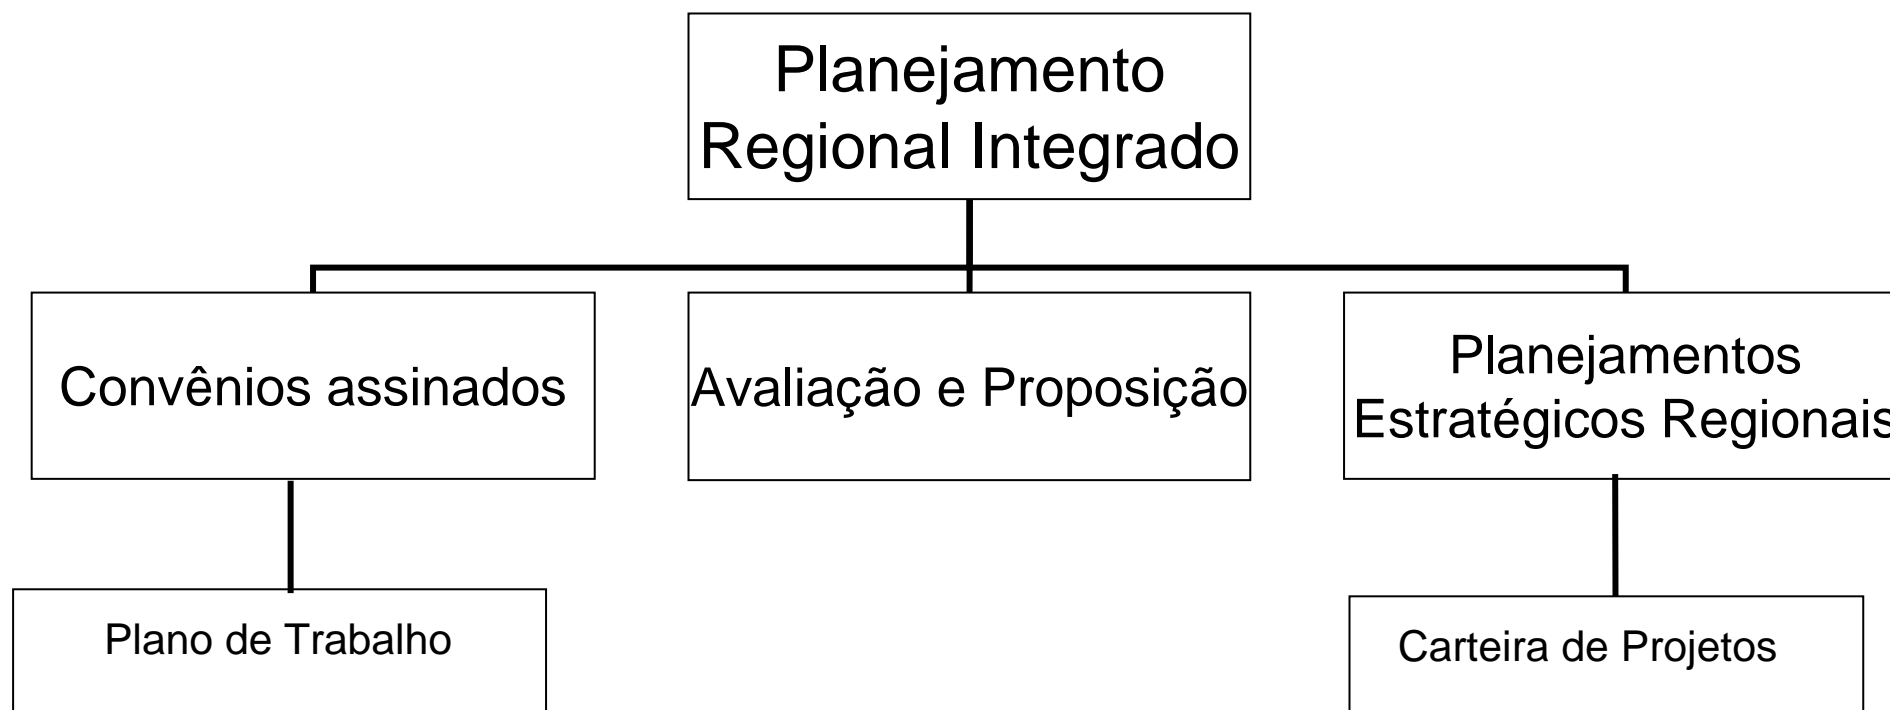 Planejamento
Regional Integrado
Convênios assinados
Avaliação e Proposição
Planejamentos
Estratégicos Regionais
Plano de Trabalho
Carteira de Projetos